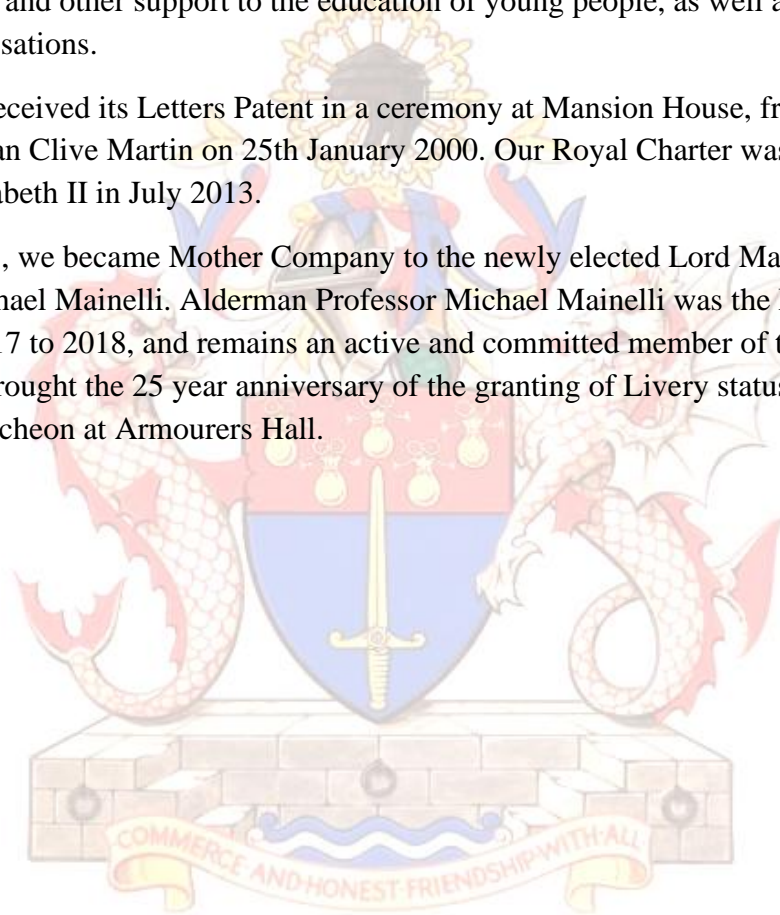 and other support to the education of young people, as well a
sations.
eceived its Letters Patent in a ceremony at Mansion House, fr
an Clive Martin on 25th January 2000. Our Royal Charter was
abeth II in July 2013.
, we became Mother Company to the newly elected Lord Ma
hael Mainelli. Alderman Professor Michael Mainelli was the
17 to 2018, and remains an active and committed member of t
rought the 25 year anniversary of the granting of Livery status
cheon at Armourers Hall.
COMMERCE AND HONEST FRIENDSHIP WITH ALL